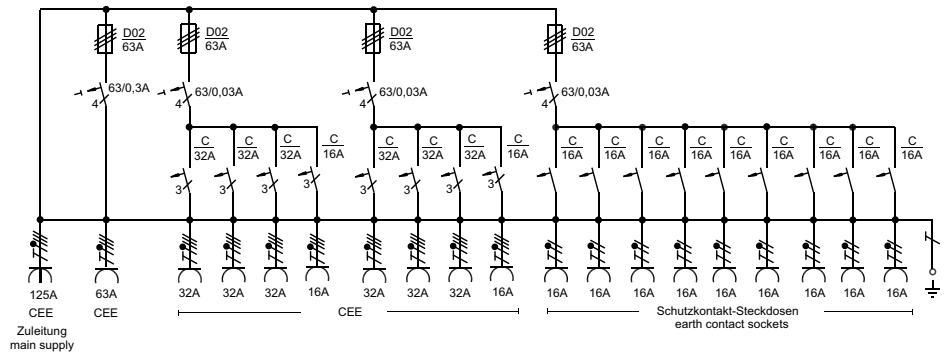 D02 D02 D02 D02
63A 63A 63A 63A
63/0,3A 63/0,03A 63/0,03A 63/0,03A
4 4 4 4
C C C C C C C C C C C C C C C C
32A 32A 32A 16A 32A 32A 32A 16A 16A 16A 16A 16A 16A 16A 16A 16A
3 3 3 3 3 3 3 3
125A 63A 32A 32A 32A 16A 32A 32A 32A 16A 16A 16A 16A 16A 16A 16A 16A 16A
CEE CEE CEE Schutzkontakt-Steckdosen
Zuleitung earth contact sockets
main supply